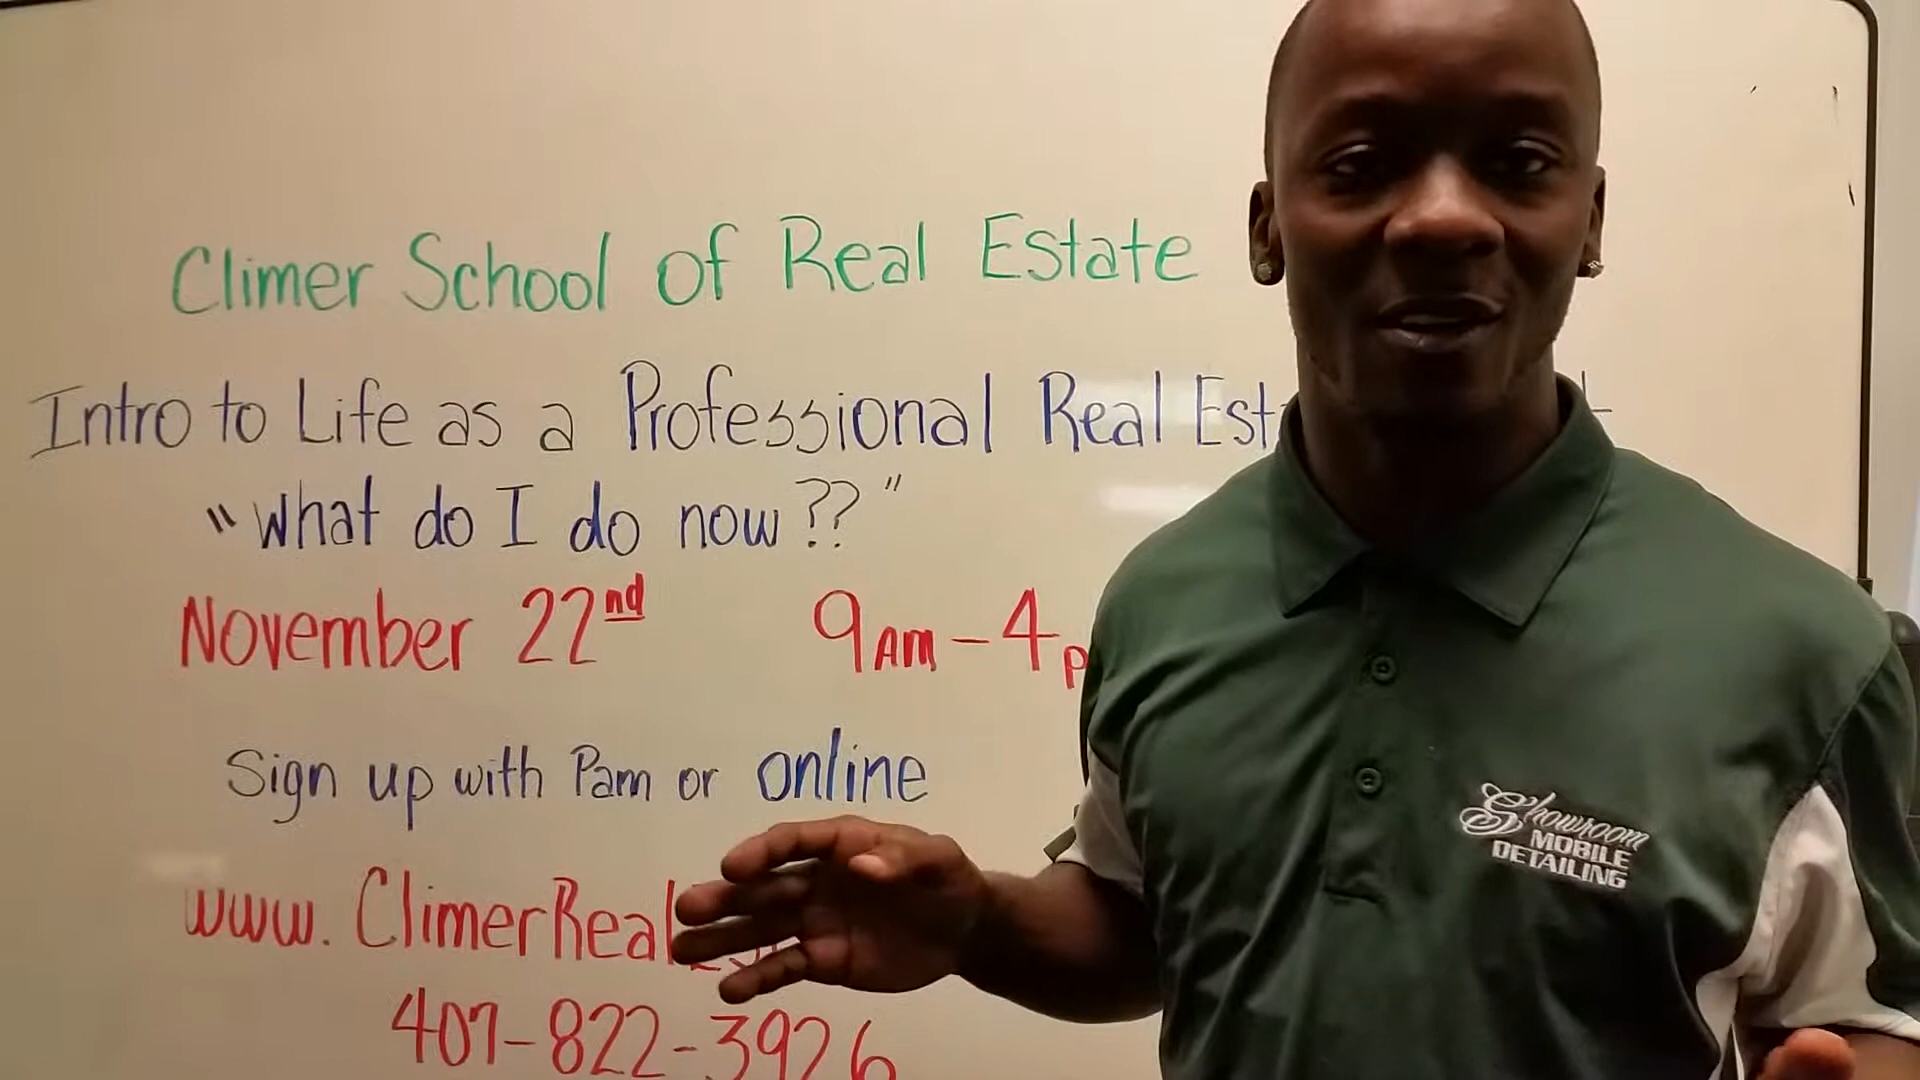 Climer School of Real Estate
Intro to Life as a Professional Real
"What do I do now??"
November 22nd 9AM - 4
Sign up with Pam or online
www.ClimerReal
407-822-3926
Showroom
MOBILE
DETAILING